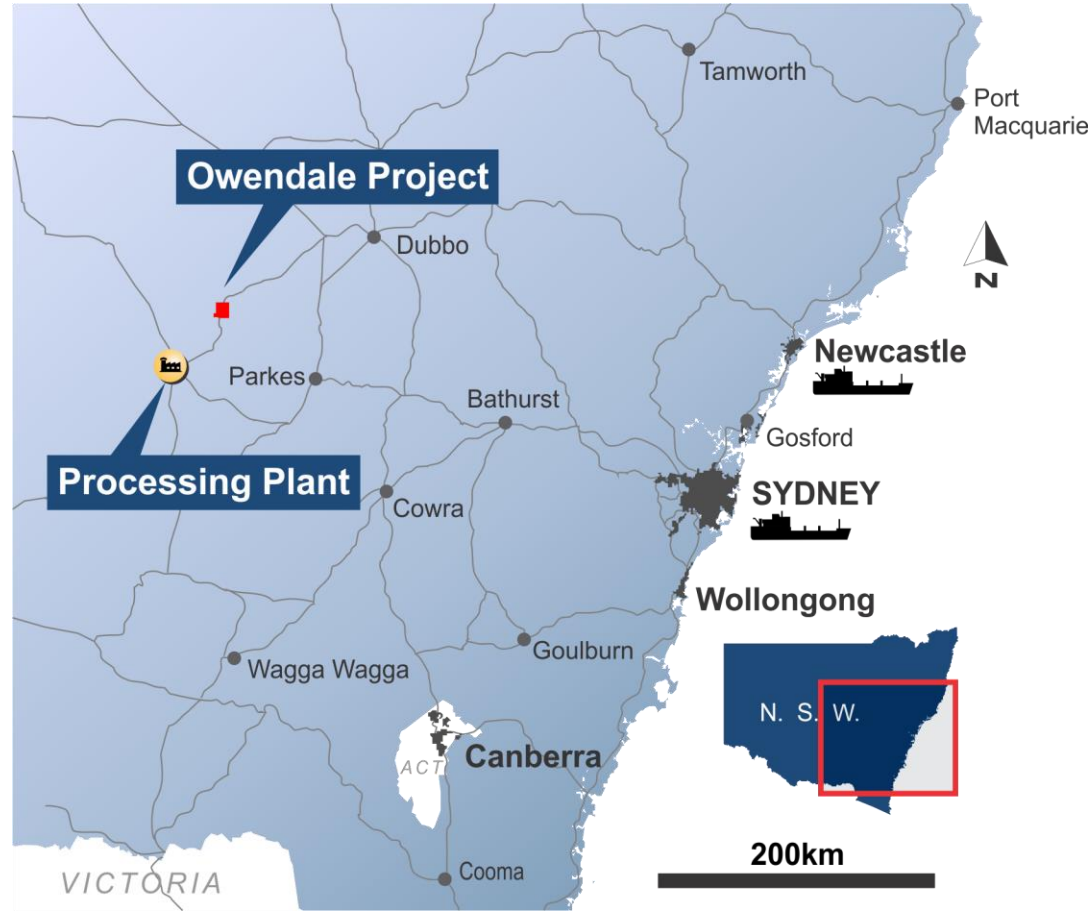 Tamworth
Port
Macquarie
Owendale Project
Dubbo
N
Newcastle
Parkes
Bathurst
Gosford
Processing Plant
SYDNEY
Cowra
Wollongong
Goulburn
Wagga Wagga
N. S. W.
Canberra
ACT
200km
Cooma
VICTORIA